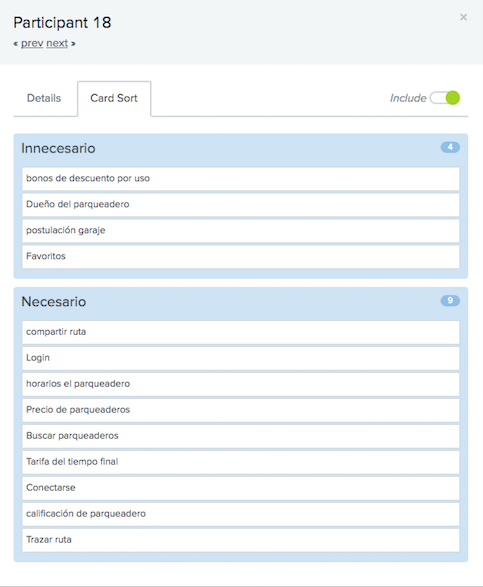 Participant 18
×
« prev next »
Details
Card Sort
Include
Innecesario
4
bonos de descuento por uso
Dueño del parqueadero
postulación garaje
Favoritos
Necesario
9
compartir ruta
Login
horarios el parqueadero
Precio de parqueaderos
Buscar parqueaderos
Tarifa del tiempo final
Conectarse
calificación de parqueadero
Trazar ruta